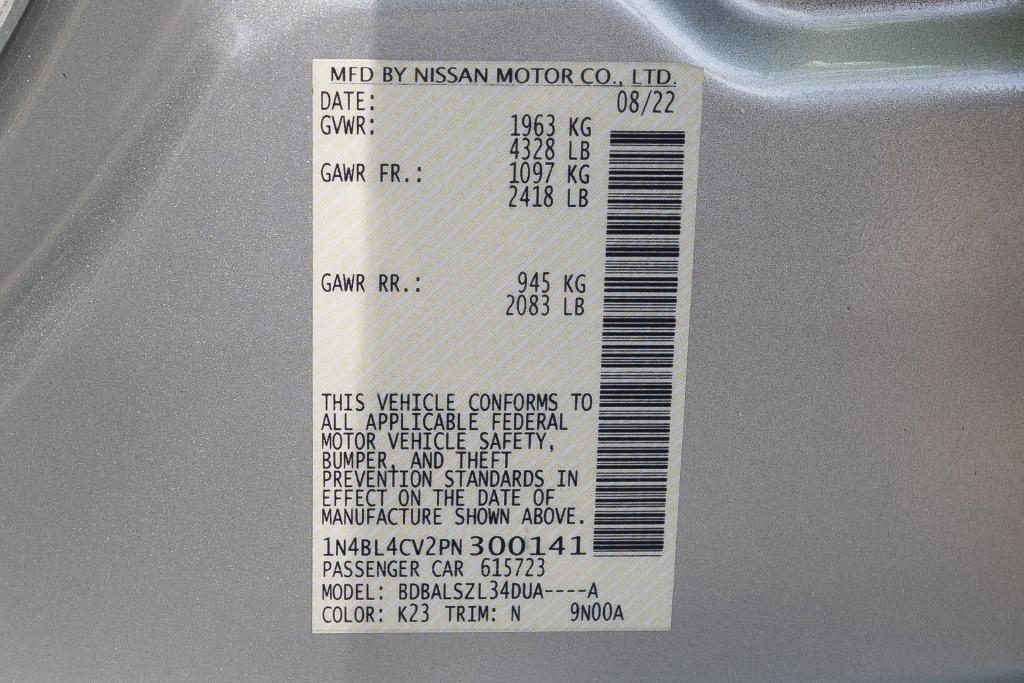 MFD BY NISSAN MOTOR CO., LTD.
DATE: 08/22
GVWR: 1963 KG
4328 LB
GAWR FR.: 1097 KG
2418 LB
GAWR RR.: 945 KG
2083 LB
THIS VEHICLE CONFORMS TO
ALL APPLICABLE FEDERAL
MOTOR VEHICLE SAFETY,
BUMPER, AND THEFT
PREVENTION STANDARDS IN
EFFECT ON THE DATE OF
MANUFACTURE SHOWN ABOVE.
1N4BL4CV2PN 300141
PASSENGER CAR 615723
MODEL: BDBALSZL34DUA----A
COLOR: K23 TRIM: N 9N00A